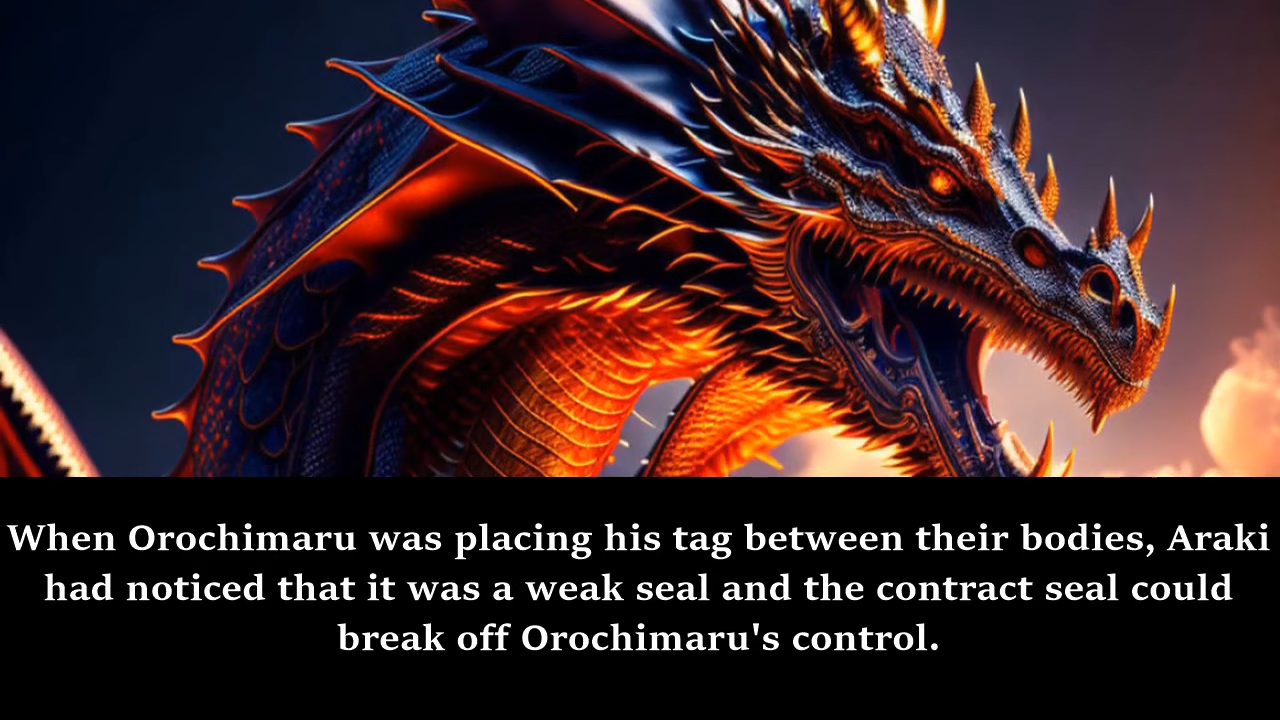 When Orochimaru was placing his tag between their bodies, Araki
had noticed that it was a weak seal and the contract seal could
break off Orochimaru's control.